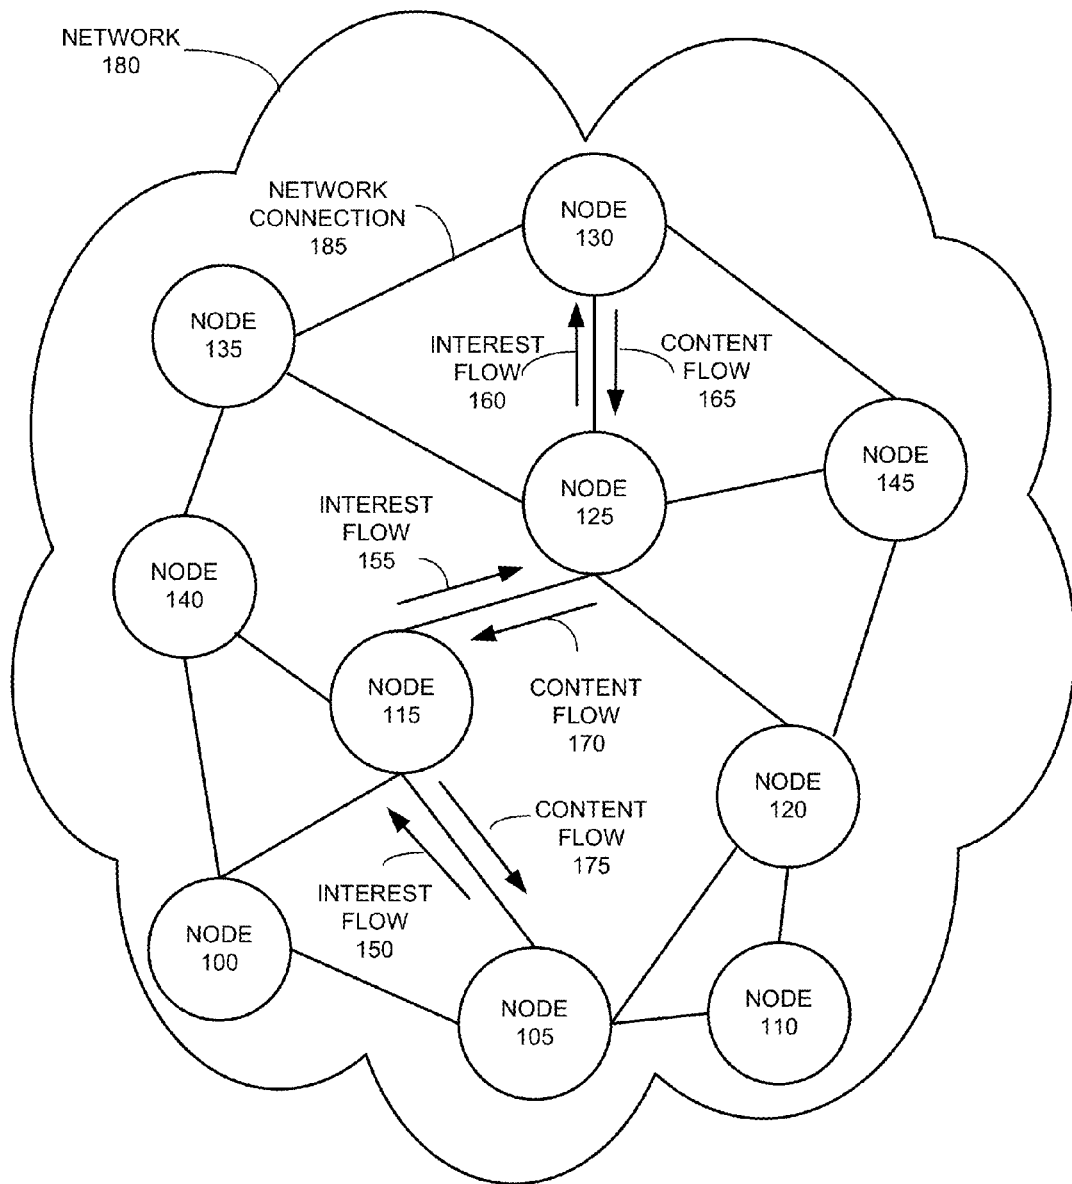 NETWORK
180
NETWORK
CONNECTION
185
NODE
130
NODE
135
INTEREST
FLOW
160
CONTENT
FLOW
165
NODE
145
NODE
125
INTEREST
FLOW
155
NODE
140
NODE
115
CONTENT
FLOW
170
NODE
120
CONTENT
FLOW
175
INTEREST
FLOW
150
NODE
100
NODE
105
NODE
110